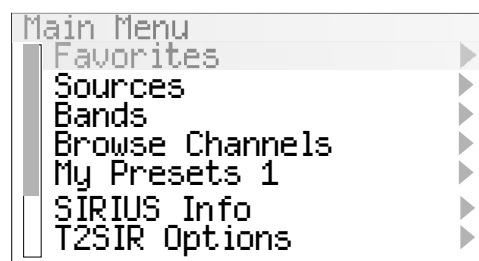 Main Menu
Favorites
Sources
Bands
Browse Channels
My Presets 1
SIRIUS Info
T2SIR Options